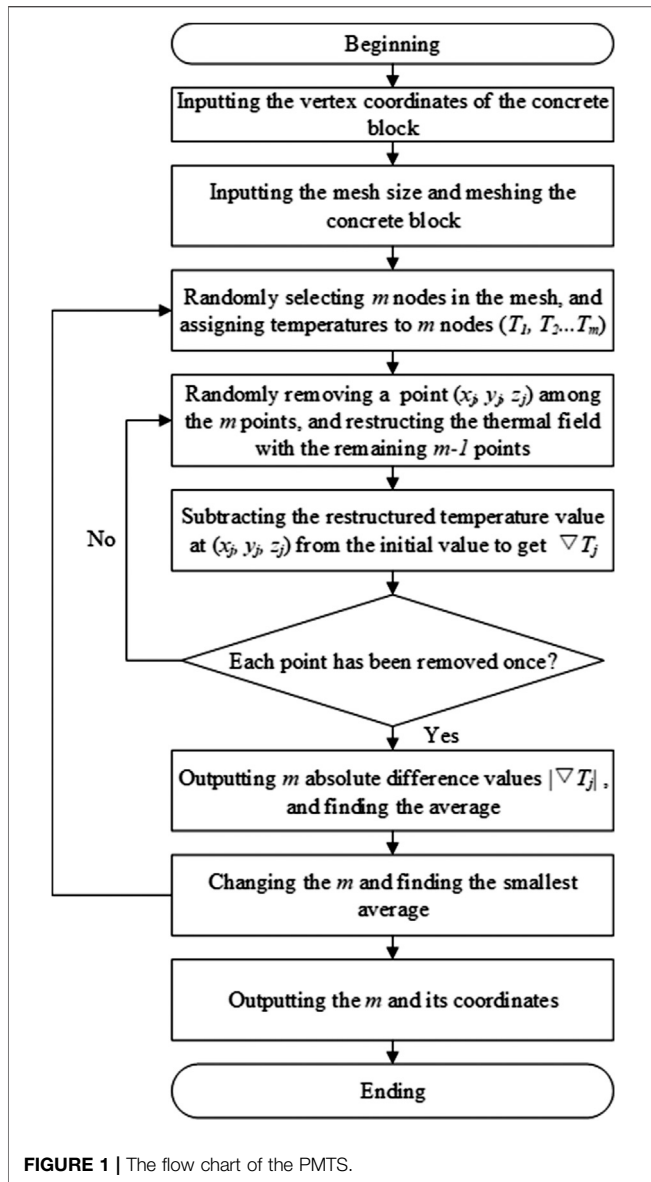 Beginning
Inputting the vertex coordinates of the concrete
block
Inputting the mesh size and meshing the
concrete block
Randomly selecting m nodes in the mesh, and
assigning temperatures to m nodes (T1, T2...Tm)
Randomly removing a point (xj, yj, zj) among
the m points, and restructing the thermal field
with the remaining m-1 points
Subtracting the restructured temperature value
at (xj, yj, zj) from the initial value to get ▽Tj
No
Each point has been removed once?
Yes
Outputting m absolute difference values |▽Tj| ,
and finding the average
Changing the m and finding the smallest
average
Outputting the m and its coordinates
Ending
FIGURE 1 | The flow chart of the PMTS.